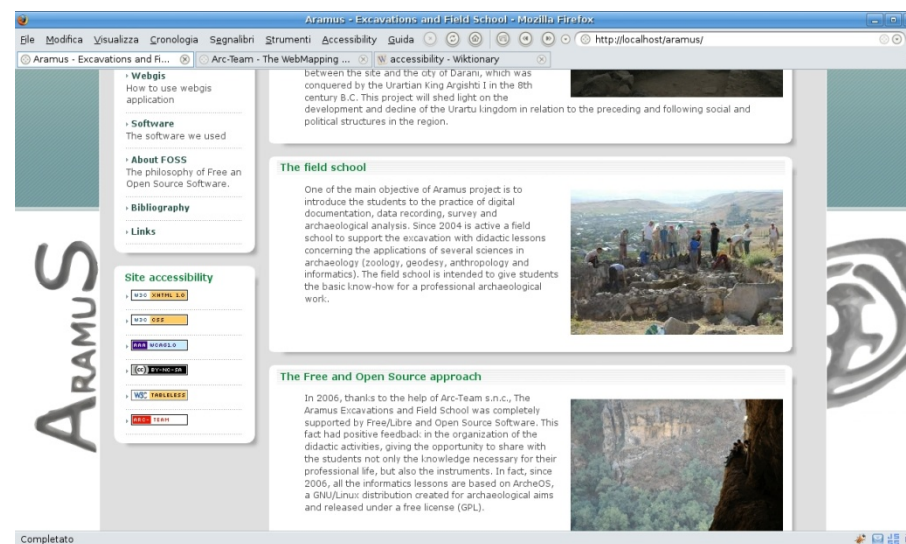 Aramus - Excavations and Field School - Mozilla Firefox
File Modifica Visualizza Cronologia Segnalibri Strumenti Accessibility Guida http://localhost/aramus/
Aramus - Excavations and Fi... Arc-Team - The WebMapping ... accessibility - Wiktionary
Webgis
How to use webgis
application
Software
The software we used
About FOSS
The philosophy of Free an
Open Source Software.
Bibliography
Links
Site accessibility
W3C XHTML 1.0
W3C CSS
AAA WCAG1.0
(cc) BY-NC-SA
W3C TABLELESS
ARC- TEAM
ARAMUS
between the site and the city of Darani, which was
conquered by the Urartian King Argishti I in the 8th
century B.C. This project will shed light on the
development and decline of the Urartu kingdom in relation to the preceding and following social and
political structures in the region.
The field school
One of the main objective of Aramus project is to
introduce the students to the practice of digital
documentation, data recording, survey and
archaeological analysis. Since 2004 is active a field
school to support the excavation with didactic lessons
concerning the applications of several sciences in
archaeology (zoology, geodesy, anthropology and
informatics). The field school is intended to give students
the basic know-how for a professional archaeological
work.
The Free and Open Source approach
In 2006, thanks to the help of Arc-Team s.n.c., The
Aramus Excavations and Field School was completely
supported by Free/Libre and Open Source Software. This
fact had positive feedback in the organization of the
didactic activities, giving the opportunity to share with
the students not only the knowledge necessary for their
professional life, but also the instruments. In fact, since
2006, all the informatics lessons are based on ArcheOS,
a GNU/Linux distribution created for archaeological aims
and released under a free license (GPL).
Completato